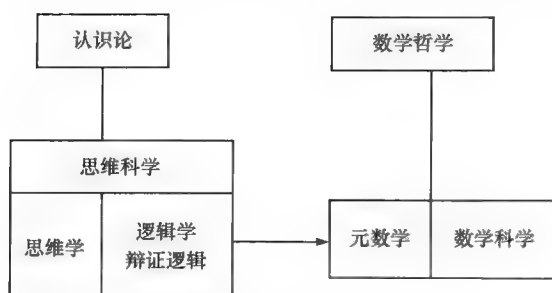 认识论
数学哲学
思维科学
思维学
逻辑学
辩证逻辑
元数学
数学科学